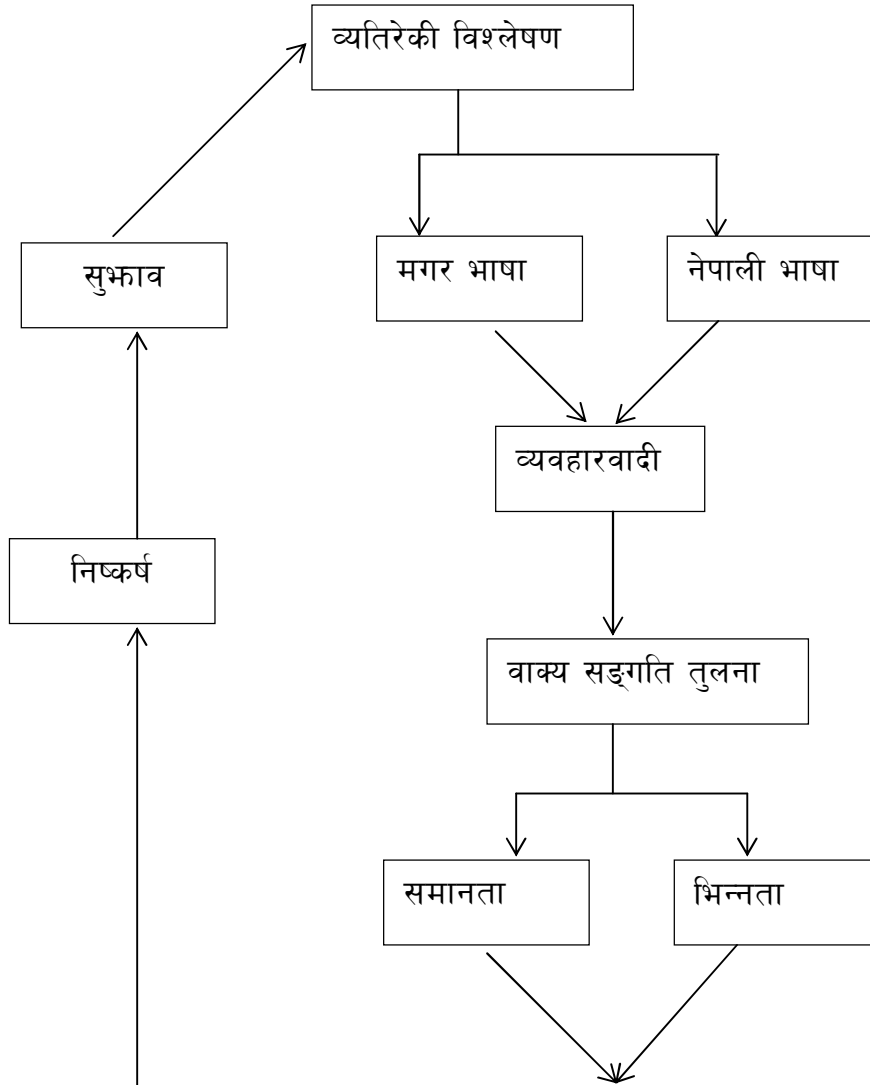 व्यतिरेकी विश्लेषण
सुझाव
मगर भाषा
नेपाली भाषा
व्यवहारवादी
निष्कर्ष
वाक्य सङ्गति तुलना
समानता
भिन्नता